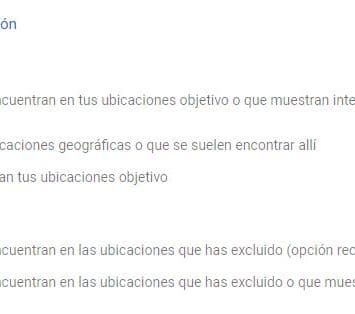 ón
cuentran en tus ubicaciones objetivo o que muestran inte
caciones geográficas o que se suelen encontrar allí
an tus ubicaciones objetivo
cuentran en las ubicaciones que has excluido (opción rec
cuentran en las ubicaciones que has excluido o que mues